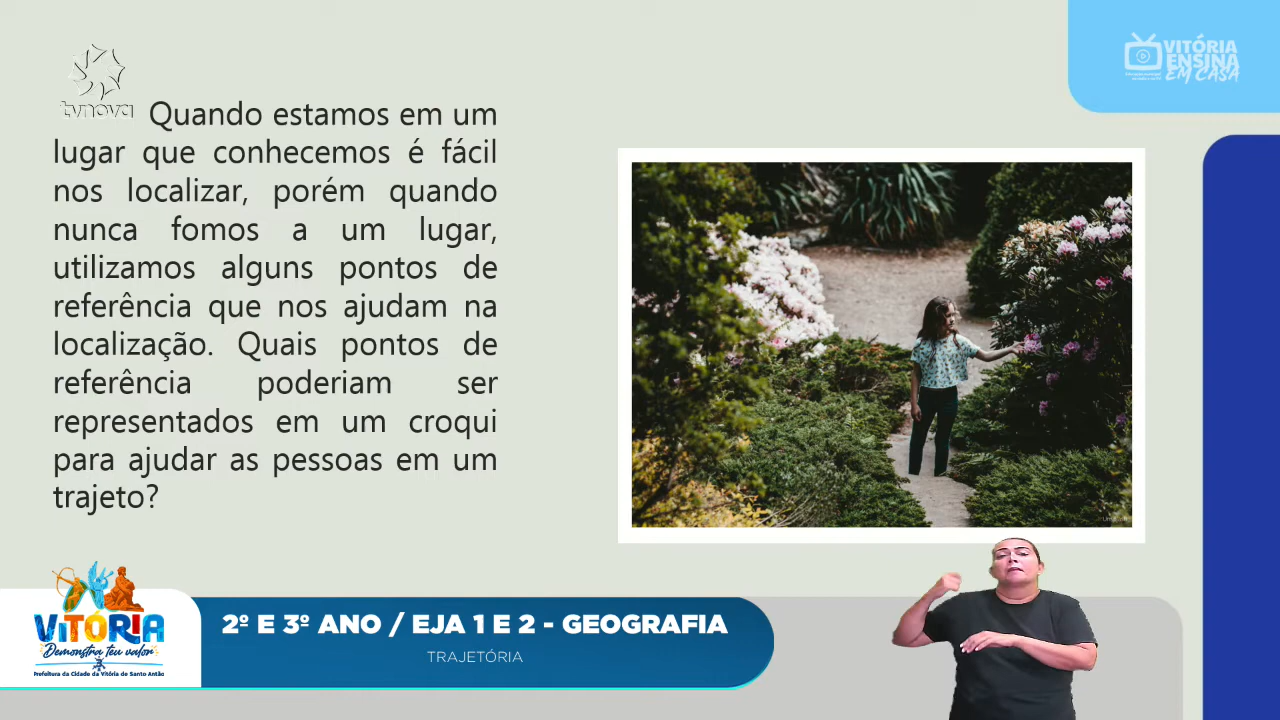 tvnova
Quando estamos em um
lugar que conhecemos é fácil
nos localizar, porém quando
nunca fomos a um lugar,
utilizamos alguns pontos de
referência que nos ajudam na
localização. Quais pontos de
referência poderiam ser
representados em um croqui
para ajudar as pessoas em um
trajeto?
VITÓRIA
ENSINA
EM CASA
VITÓRIA
Demonstra teu valor
Prefeitura da Cidade da Vitória de Santo Antão
2º E 3º ANO / EJA 1 E 2 - GEOGRAFIA
TRAJETÓRIA